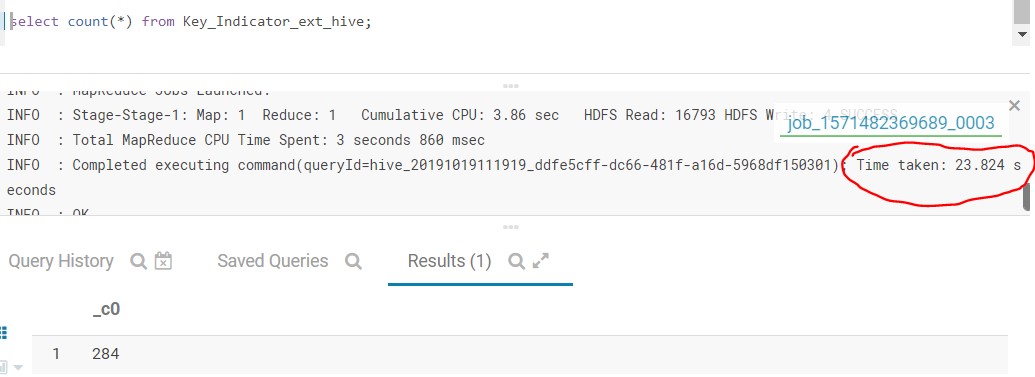 select count(*) from Key_Indicator_ext_hive;
INFO : MapReduce Jobs Launched:
INFO : Stage-Stage-1: Map: 1 Reduce: 1 Cumulative CPU: 3.86 sec HDFS Read: 16793 HDFS Write: 4 SUCCESS
job_1571482369689_0003
INFO : Total MapReduce CPU Time Spent: 3 seconds 860 msec
INFO : Completed executing command(queryId=hive_20191019111919_ddfe5cff-dc66-481f-a16d-5968df150301); Time taken: 23.824 s
econds
INFO : OK
Query History Saved Queries Results (1)
_c0
1 284